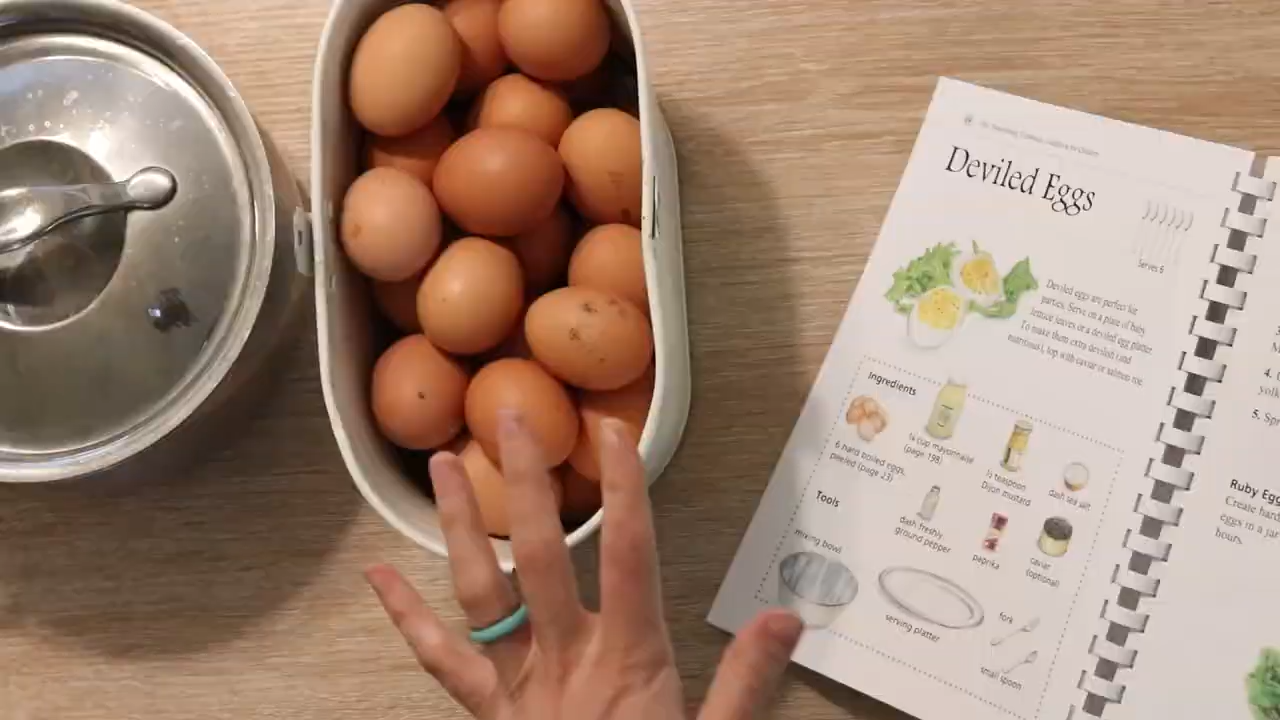 Deviled Eggs
Serves 6
Deviled eggs are perfect for
parties. Serve on a plate of baby
lettuce leaves or a deviled egg platter.
To make them extra devilish (and
nutritious), top with caviar or salmon roe.
Ingredients
6 hard boiled eggs,
peeled (page 23)
¼ cup mayonnaise
(page 198)
½ teaspoon
Dijon mustard
dash sea salt
dash freshly
ground pepper
paprika
caviar
(optional)
Tools
mixing bowl
serving platter
fork
small spoon
4.
yolk
5. Sp
Ruby Egg
Create hard
eggs in a jar
hours.